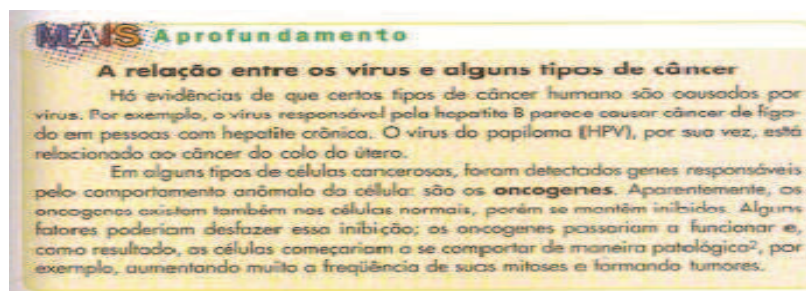 MAIS Aprofundamento
A relação entre os vírus e alguns tipos de câncer
Há evidências de que certos tipos de câncer humano são causados por
vírus. Por exemplo, o vírus responsável pela hepatite B parece causar câncer de fíga-
do em pessoas com hepatite crônica. O vírus do papiloma (HPV), por sua vez, está
relacionado ao câncer do colo do útero.
Em alguns tipos de células cancerosas, foram detectados genes responsáveis
pelo comportamento anômalo da célula: são os oncogenes. Aparentemente, os
oncogenes existem também nas células normais, porém se mantêm inibidos. Alguns
fatores poderiam desfazer essa inibição; os oncogenes passariam a funcionar e,
como resultado, as células começariam a se comportar de maneira patológica², por
exemplo, aumentando muito a freqüência de suas mitoses e formando tumores.